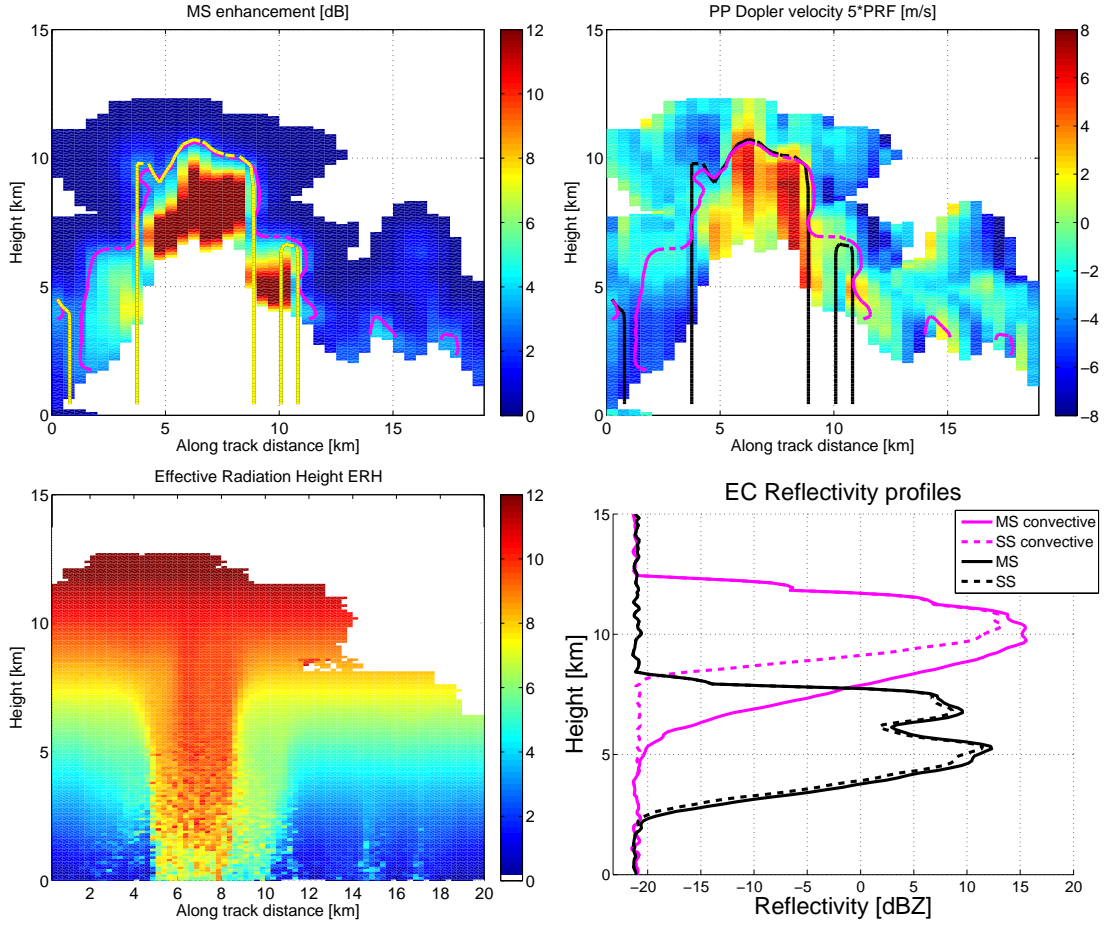 MS enhancement [dB]
15
10
5
0
Height [km]
0 5 10 15
Along track distance [km]
12
10
8
6
4
2
0
PP Dopler velocity 5*PRF [m/s]
15
10
5
0
Height [km]
0 5 10 15
Along track distance [km]
8
6
4
2
0
−2
−4
−6
−8
Effective Radiation Height ERH
15
10
5
0
Height [km]
2 4 6 8 10 12 14 16 18 20
Along track distance [km]
12
10
8
6
4
2
0
EC Reflectivity profiles
15
10
5
0
Height [km]
−20 −15 −10 −5 0 5 10 15 20
Reflectivity [dBZ]
MS convective
SS convective
MS
SS